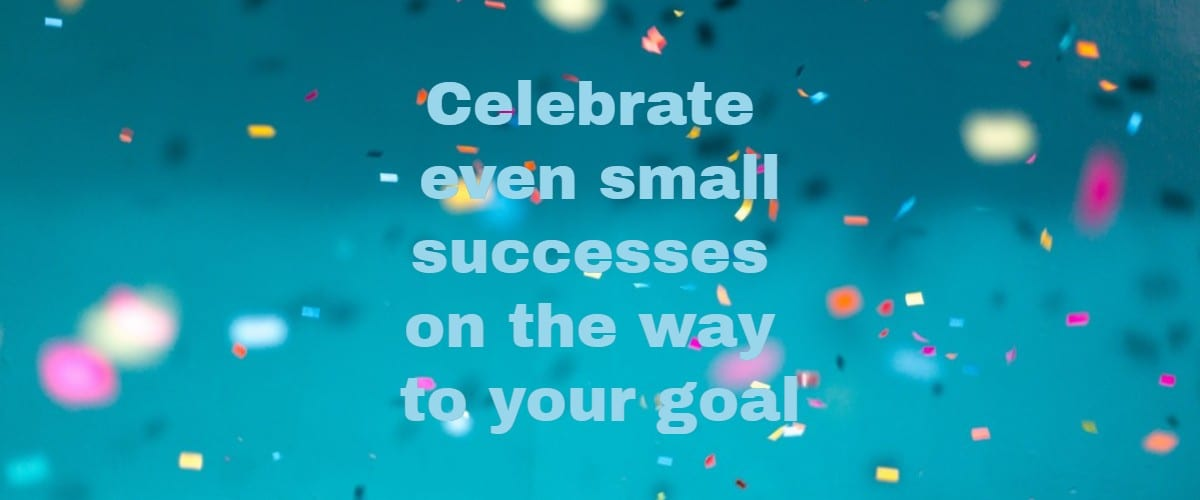 Celebrate
even small
successes
on the way
to your goal